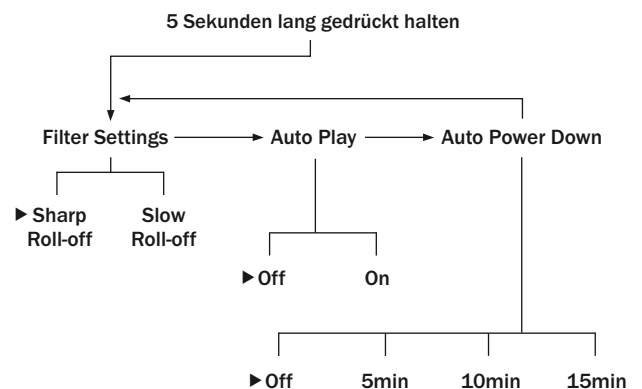 5 Sekunden lang gedrückt halten
Filter Settings Auto Play Auto Power Down
Sharp Slow
Roll-off Roll-off
Off On
Off 5min 10min 15min